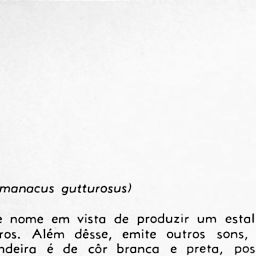 manacus gutturosus)
e nome em vista de produzir um estal
ros. Além dêsse, emite outros sons,
ndeira é de côr branca e preta, pos